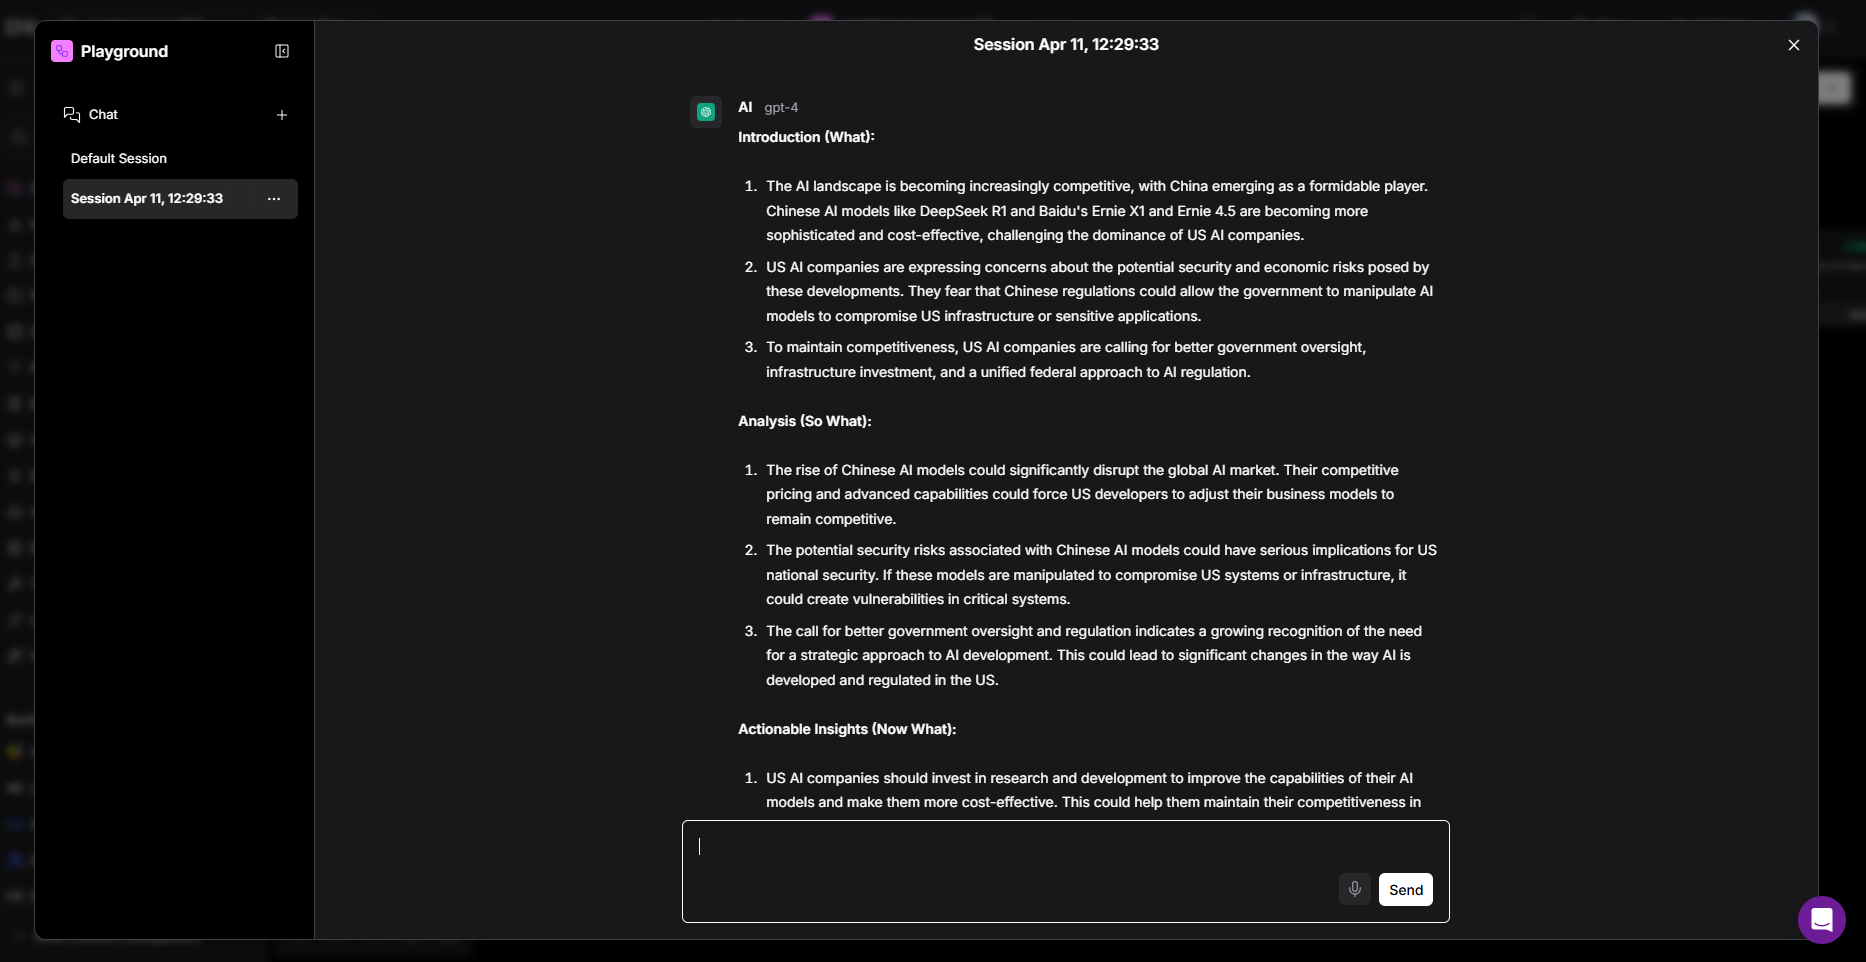 Playground
Chat
Default Session
Session Apr 11, 12:29:33
Session Apr 11, 12:29:33
AI gpt-4
Introduction (What):
1. The AI landscape is becoming increasingly competitive, with China emerging as a formidable player.
Chinese AI models like DeepSeek R1 and Baidu's Ernie X1 and Ernie 4.5 are becoming more
sophisticated and cost-effective, challenging the dominance of US AI companies.
2. US AI companies are expressing concerns about the potential security and economic risks posed by
these developments. They fear that Chinese regulations could allow the government to manipulate AI
models to compromise US infrastructure or sensitive applications.
3. To maintain competitiveness, US AI companies are calling for better government oversight,
infrastructure investment, and a unified federal approach to AI regulation.
Analysis (So What):
1. The rise of Chinese AI models could significantly disrupt the global AI market. Their competitive
pricing and advanced capabilities could force US developers to adjust their business models to
remain competitive.
2. The potential security risks associated with Chinese AI models could have serious implications for US
national security. If these models are manipulated to compromise US systems or infrastructure, it
could create vulnerabilities in critical systems.
3. The call for better government oversight and regulation indicates a growing recognition of the need
for a strategic approach to AI development. This could lead to significant changes in the way AI is
developed and regulated in the US.
Actionable Insights (Now What):
1. US AI companies should invest in research and development to improve the capabilities of their AI
models and make them more cost-effective. This could help them maintain their competitiveness in
Send